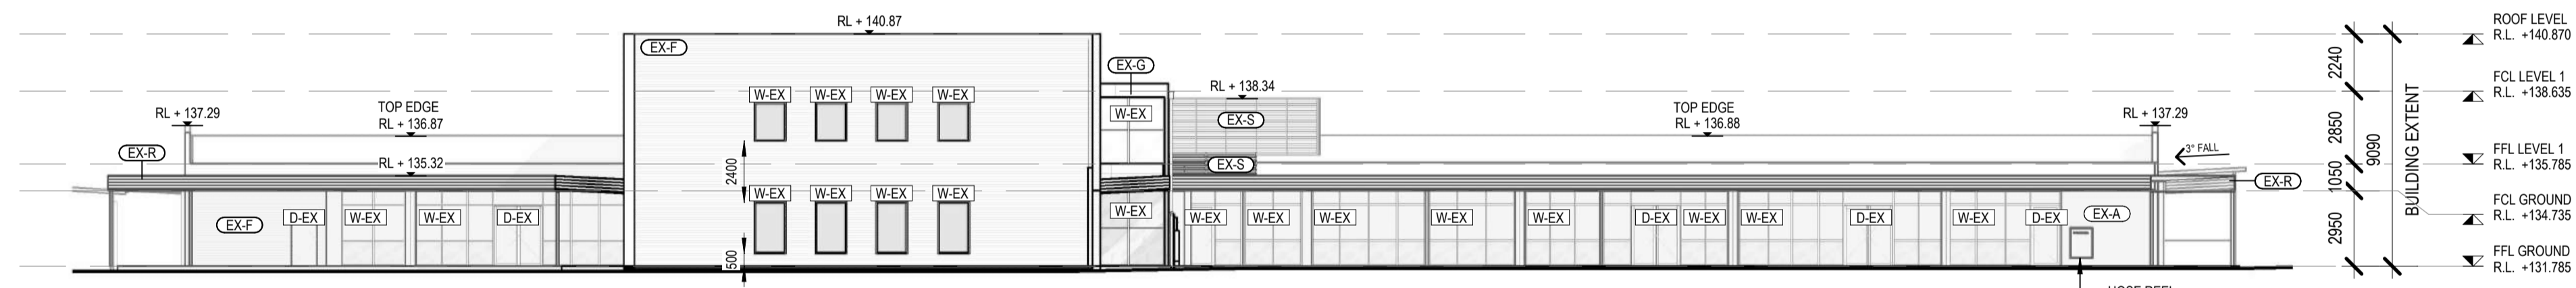 RL + 140.87
ROOF LEVEL
R.L. +140.870
EX-F
EX-G
2240
FCL LEVEL 1
R.L. +138.635
RL + 138.34
W-EX W-EX W-EX W-EX
W-EX
EX-S
TOP EDGE
RL + 136.87
RL + 137.29
TOP EDGE
RL + 136.88
RL + 137.29
2850
9090
BUILDING EXTENT
3° FALL
EX-R
RL + 135.32
2400
EX-S
FFL LEVEL 1
R.L. +135.785
1050
EX-R
W-EX W-EX W-EX W-EX
FCL GROUND
R.L. +134.735
EX-F
D-EX W-EX W-EX D-EX
W-EX
W-EX W-EX W-EX W-EX W-EX D-EX W-EX W-EX D-EX W-EX D-EX
EX-A
2950
500
FFL GROUND
R.L. +131.785